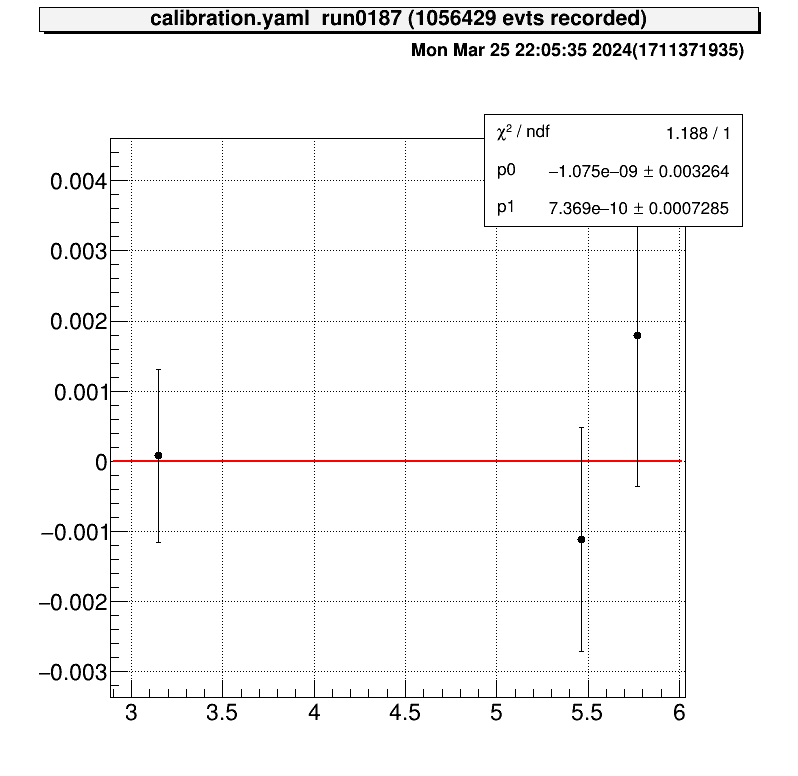 calibration.yaml run0187 (1056429 evts recorded)
Mon Mar 25 22:05:35 2024(1711371935)
χ² / ndf 1.188 / 1
p0 −1.075e−09 ± 0.003264
p1 7.369e−10 ± 0.0007285
0.004
0.003
0.002
0.001
0
−0.001
−0.002
−0.003
3 3.5 4 4.5 5 5.5 6